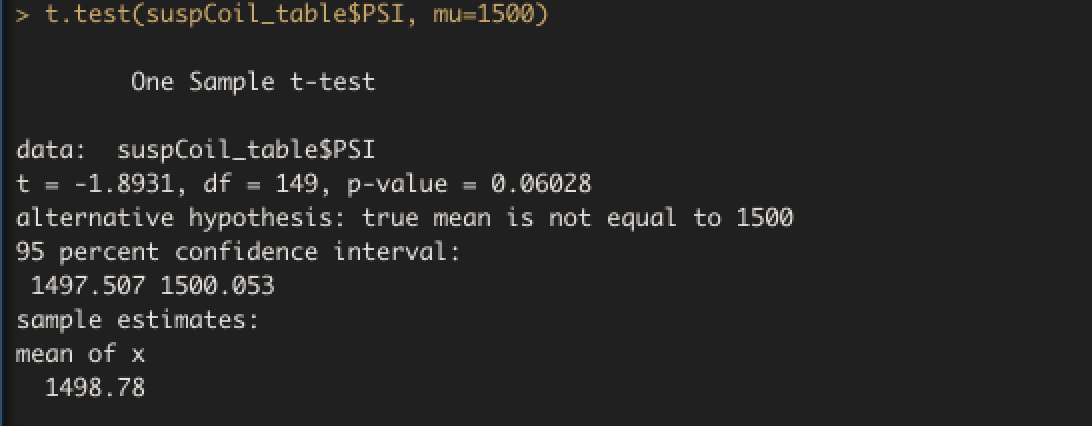 > t.test(suspCoil_table$PSI, mu=1500)
One Sample t-test
data:  suspCoil_table$PSI
t = -1.8931, df = 149, p-value = 0.06028
alternative hypothesis: true mean is not equal to 1500
95 percent confidence interval:
1497.507 1500.053
sample estimates:
mean of x
1498.78